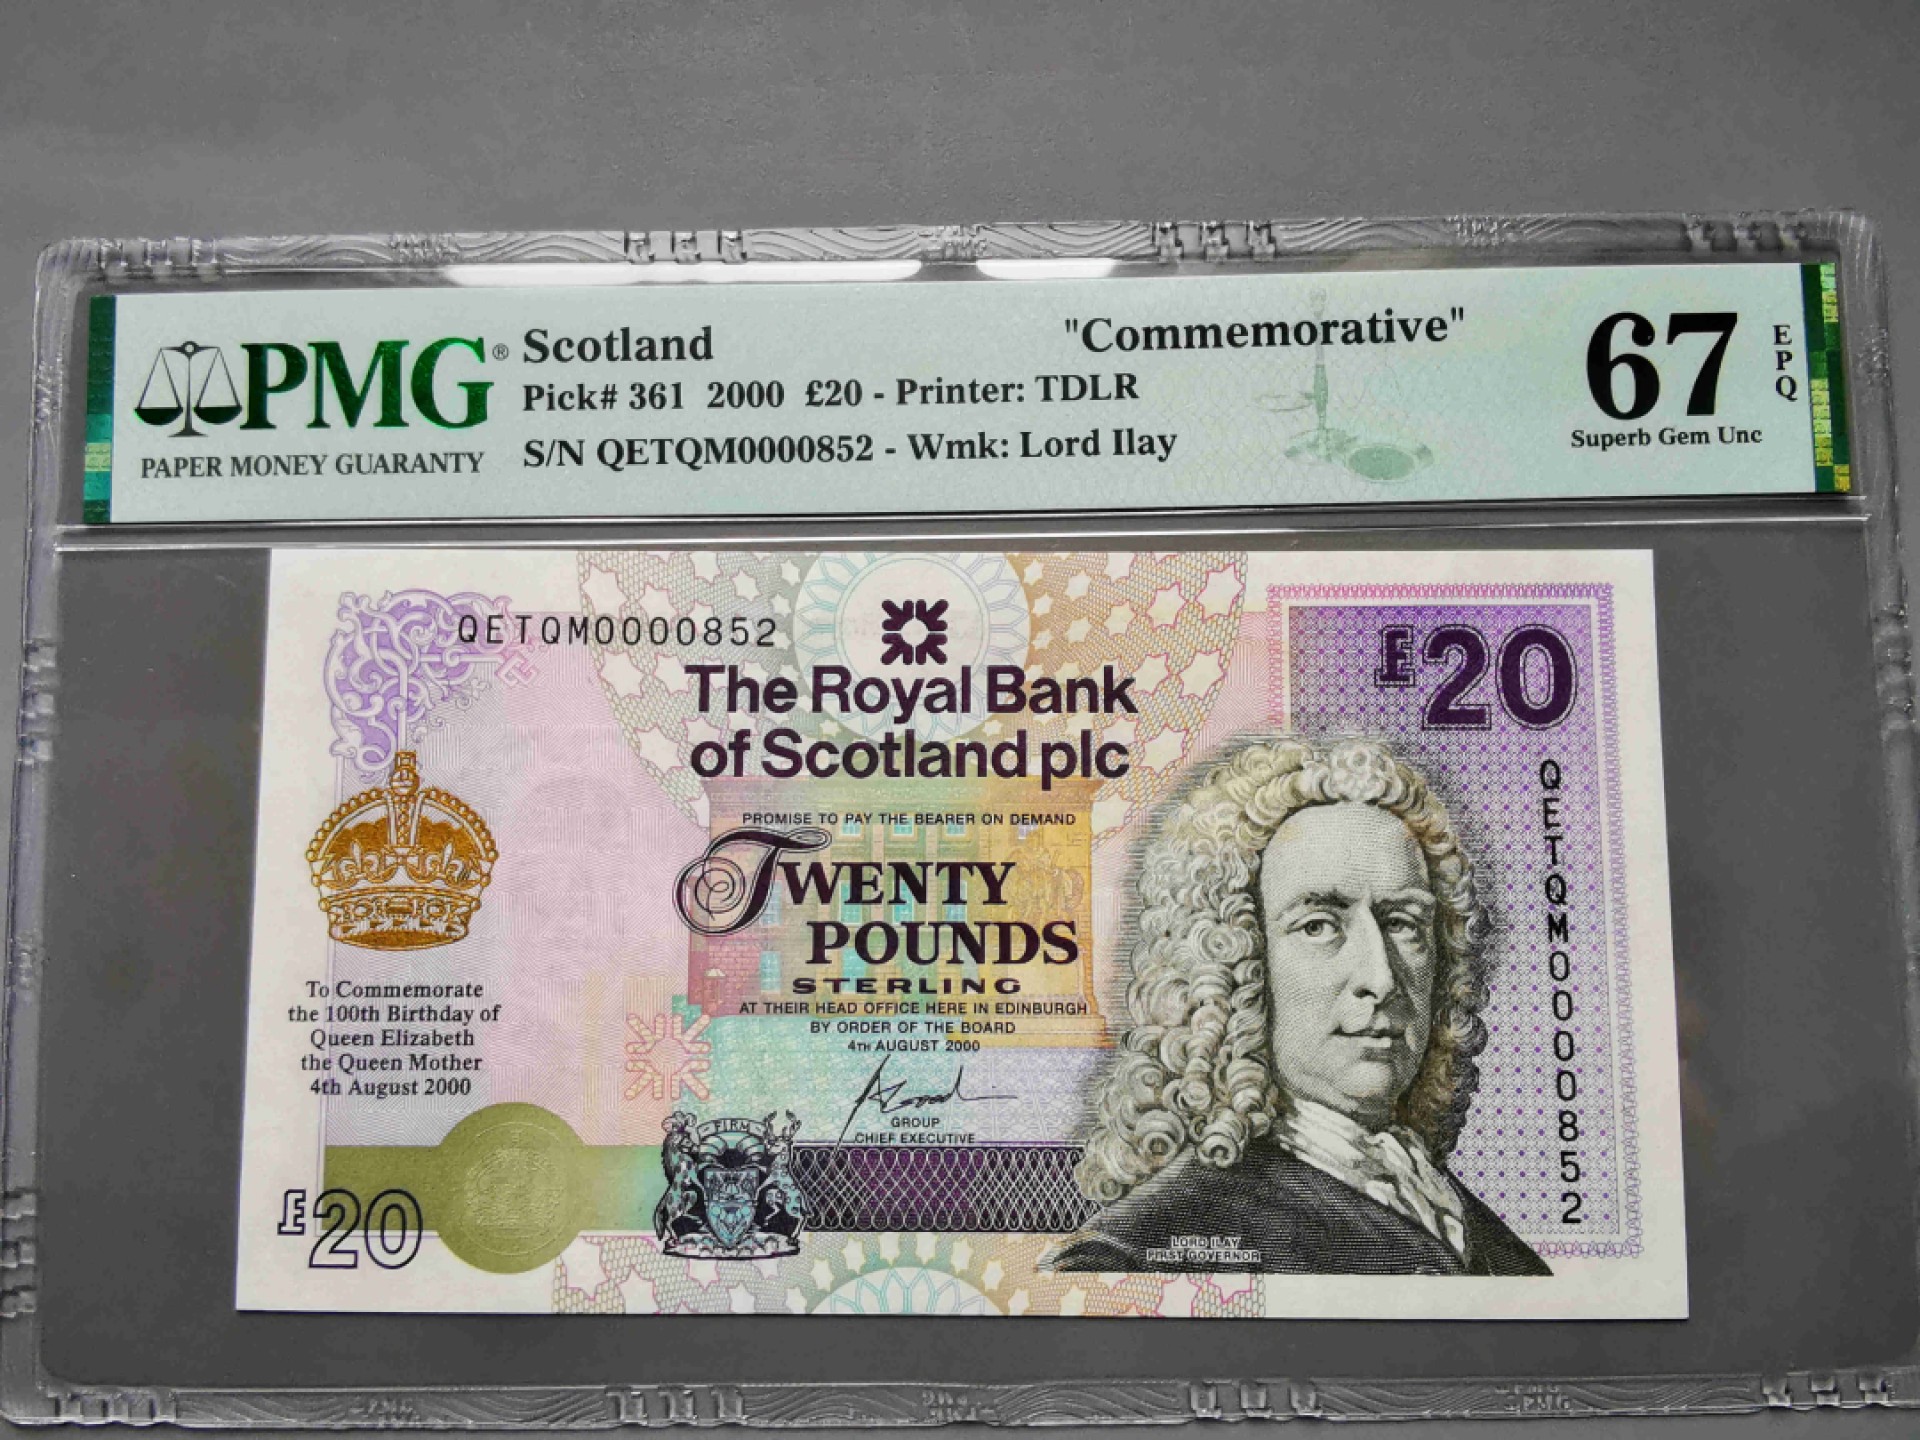 PMG®
PAPER MONEY GUARANTY
Scotland
"Commemorative"
Pick# 361 2000 £20 - Printer: TDLR
S/N QETQM0000852 - Wmk: Lord Ilay
67
EPQ
Superb Gem Unc
QETQM0000852
The Royal Bank
of Scotland plc
£20
PROMISE TO PAY THE BEARER ON DEMAND
TWENTY
POUNDS
STERLING
AT THEIR HEAD OFFICE HERE IN EDINBURGH
BY ORDER OF THE BOARD
4TH AUGUST 2000
GROUP
CHIEF EXECUTIVE
To Commemorate
the 100th Birthday of
Queen Elizabeth
the Queen Mother
4th August 2000
£20
FIRM
LORD ILAY
FIRST GOVERNOR
QETQM0000852